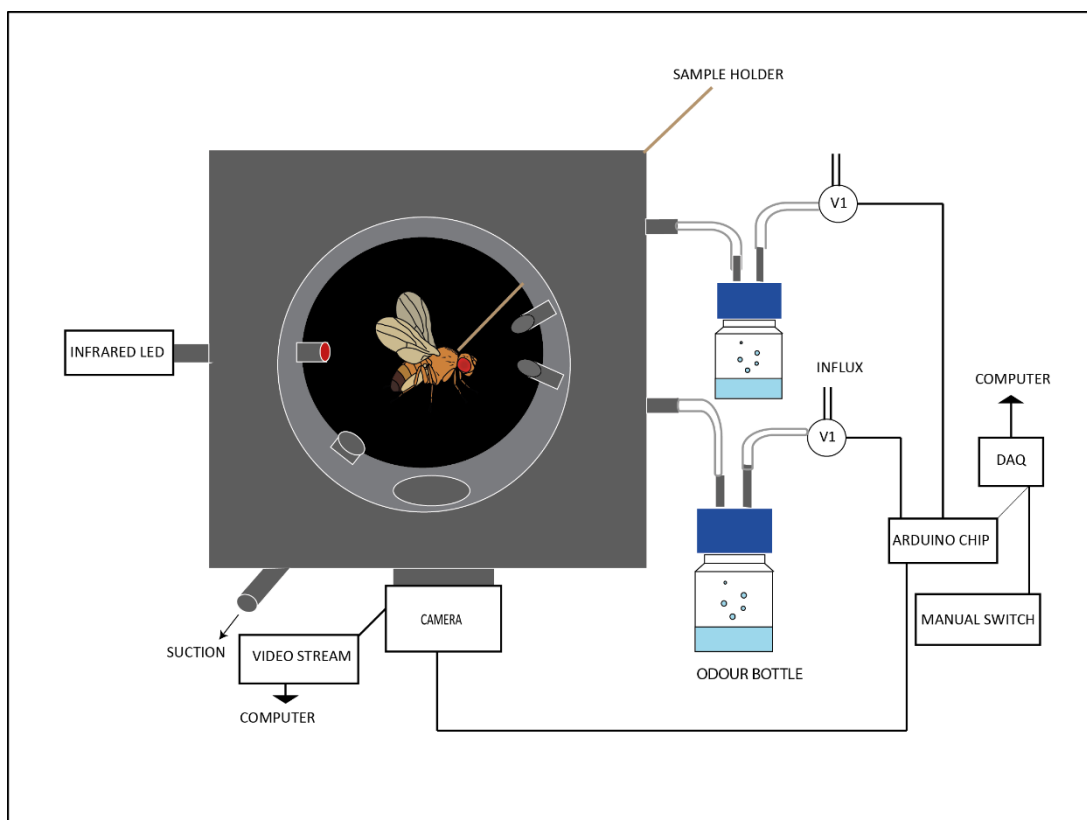 SAMPLE HOLDER
V1
INFRARED LED
INFLUX
COMPUTER
V1
DAQ
ARDUINO CHIP
MANUAL SWITCH
CAMERA
SUCTION
VIDEO STREAM
ODOUR BOTTLE
COMPUTER